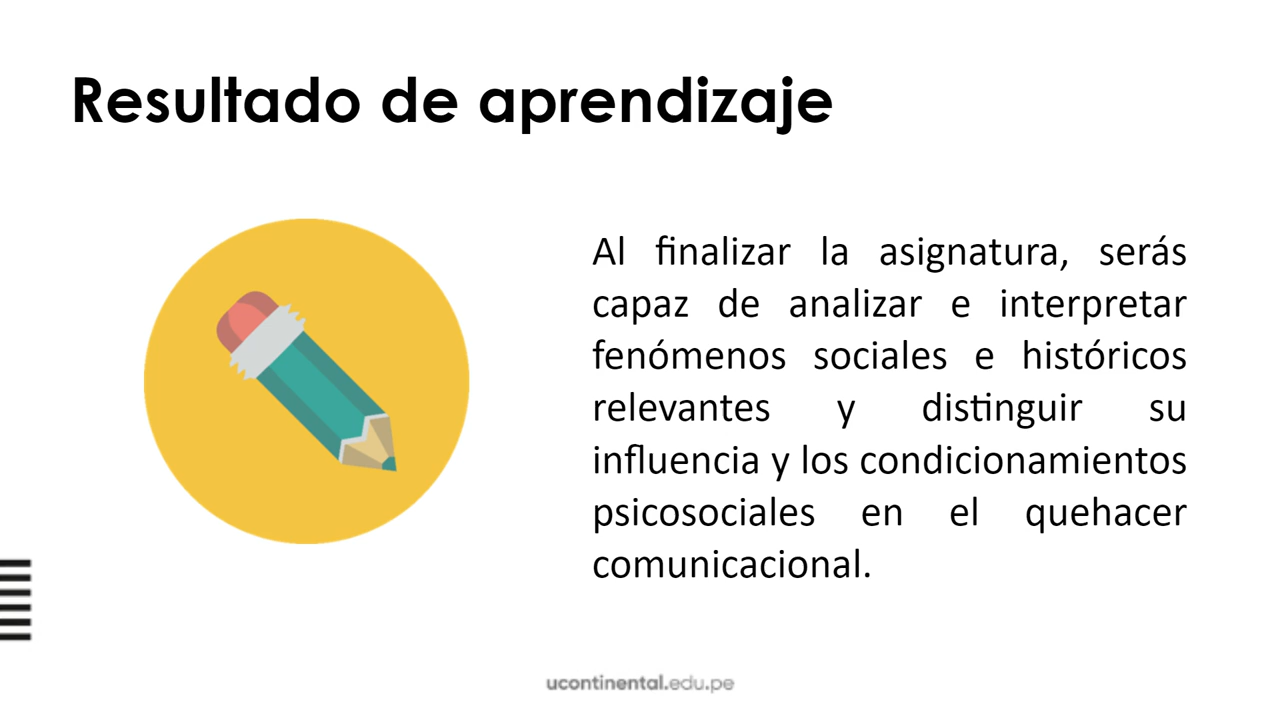 Resultado de aprendizaje
Al finalizar la asignatura, serás
capaz de analizar e interpretar
fenómenos sociales e históricos
relevantes y distinguir su
influencia y los condicionamientos
psicosociales en el quehacer
comunicacional.
ucontinental.edu.pe